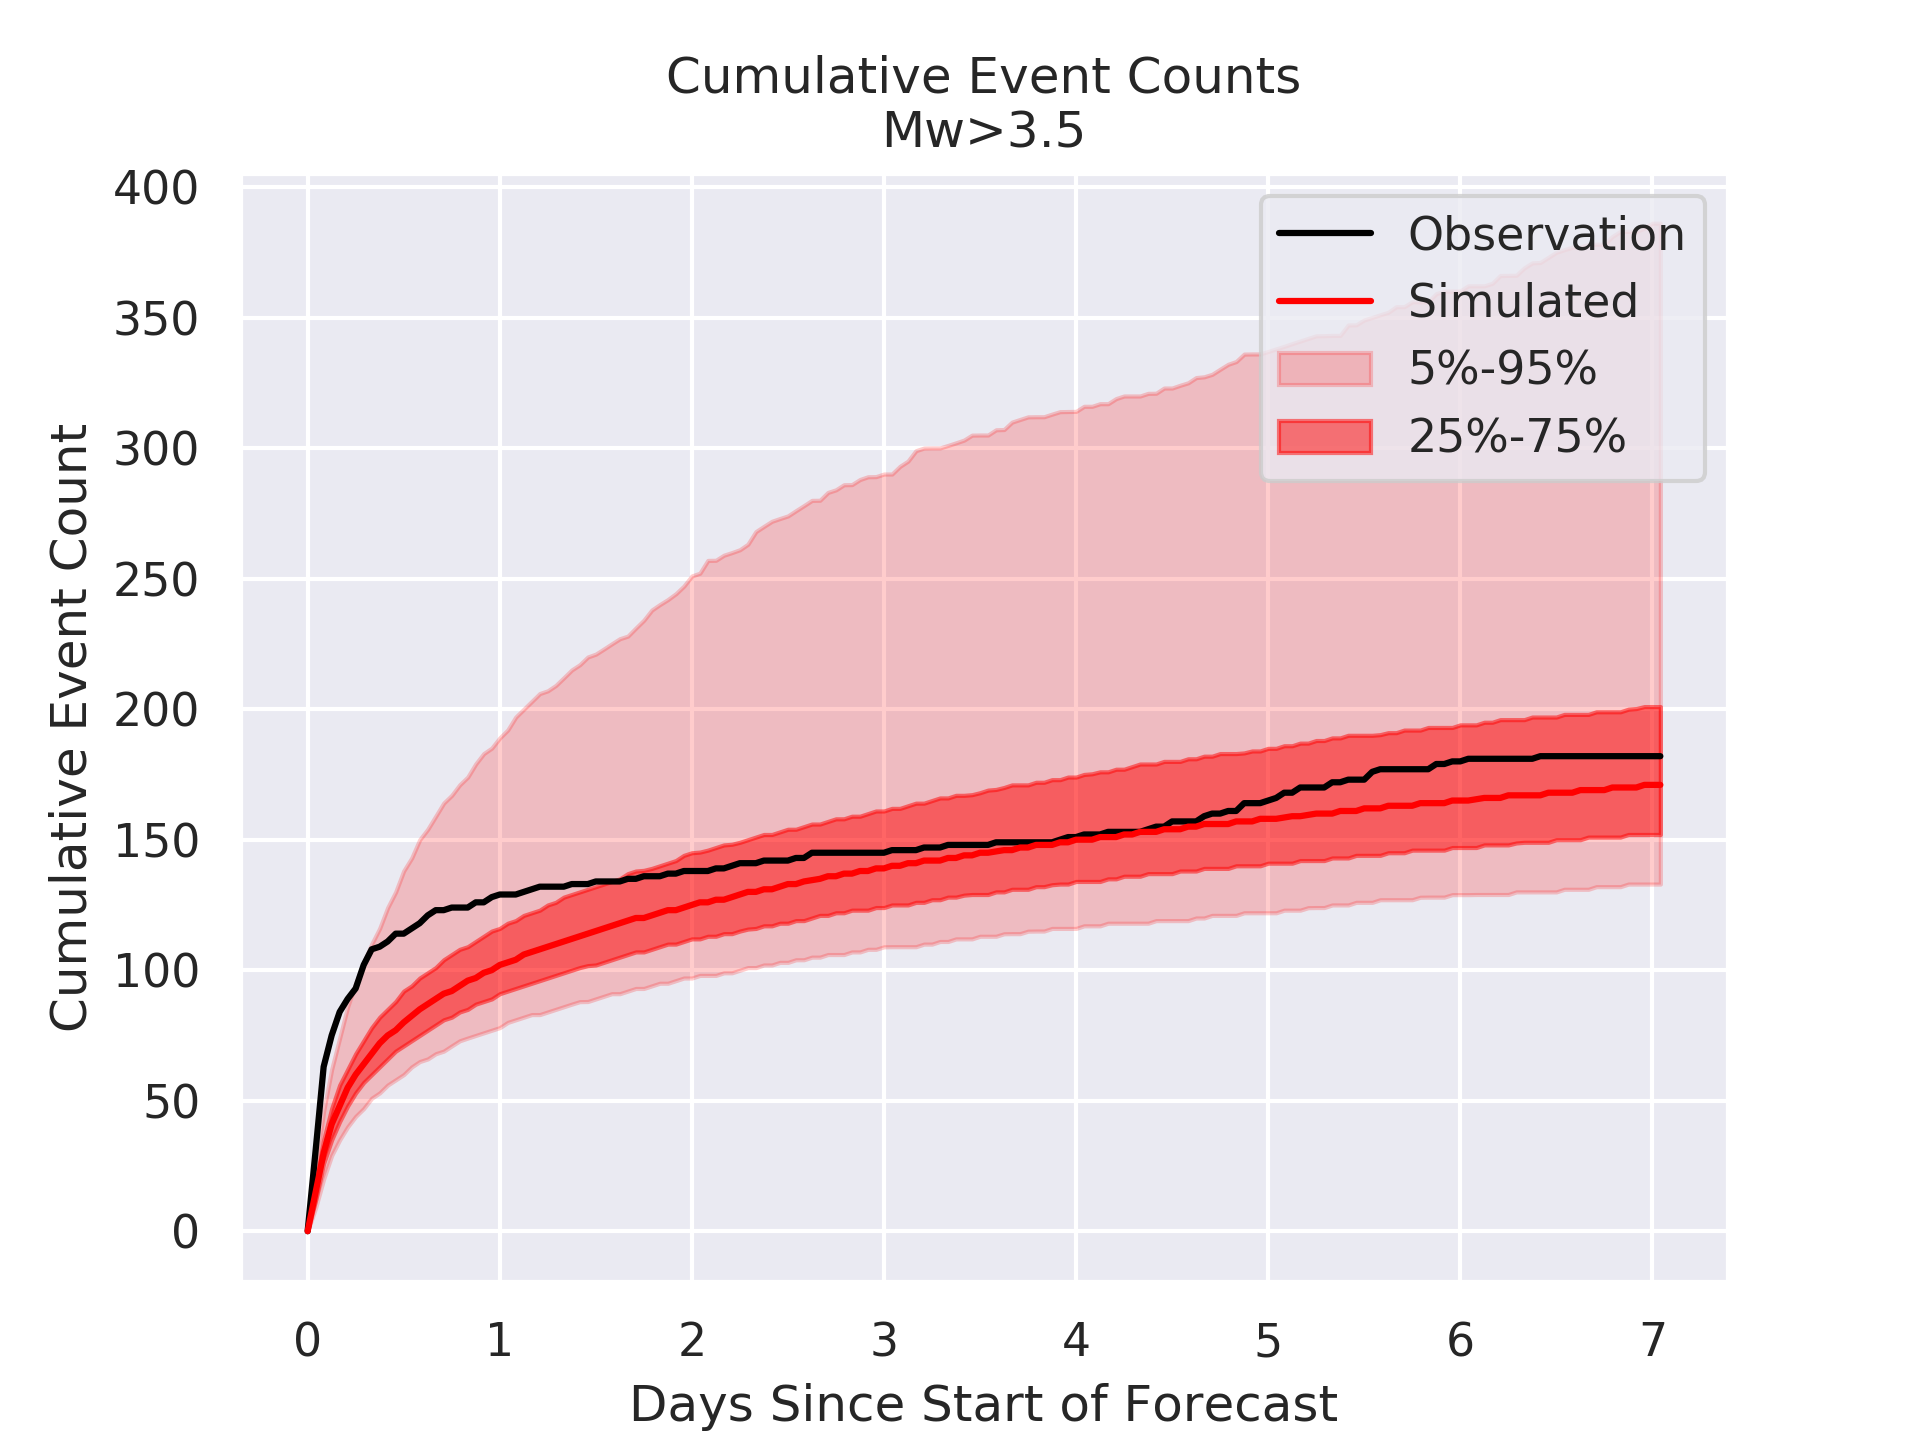 Cumulative Event Counts
Mw>3.5
Cumulative Event Count
400
350
300
250
200
150
100
50
0
Observation
Simulated
5%-95%
25%-75%
0 1 2 3 4 5 6 7
Days Since Start of Forecast